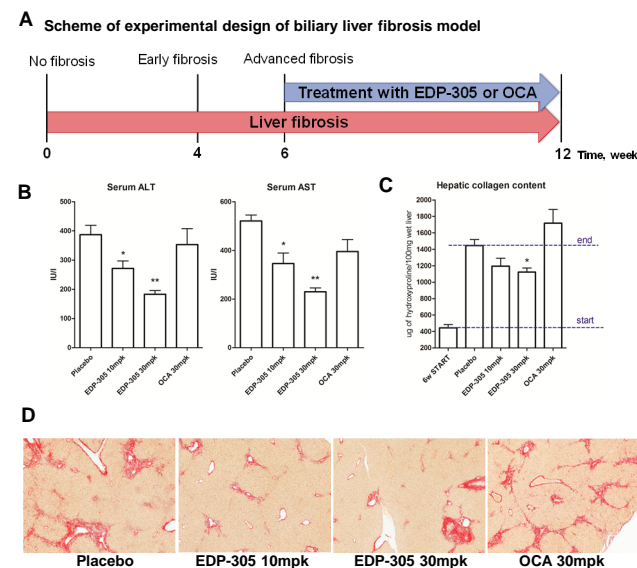 A Scheme of experimental design of biliary liver fibrosis model
No fibrosis Early fibrosis Advanced fibrosis
Treatment with EDP-305 or OCA
Liver fibrosis
0 4 6 12 Time, week
B
Serum ALT
IU/l
500
400
300
200
100
0
*
**
Placebo
EDP-305 10mpk
EDP-305 30mpk
OCA 30mpk
Serum AST
IU/l
600
400
200
0
*
**
Placebo
EDP-305 10mpk
EDP-305 30mpk
OCA 30mpk
C
Hepatic collagen content
ug of hydroxyproline/100mg wet liver
2000
1800
1600
1400
1200
1000
800
600
400
200
end
*
start
6w START
Placebo
EDP-305 10mpk
EDP-305 30mpk
OCA 30mpk
D
Placebo EDP-305 10mpk EDP-305 30mpk OCA 30mpk